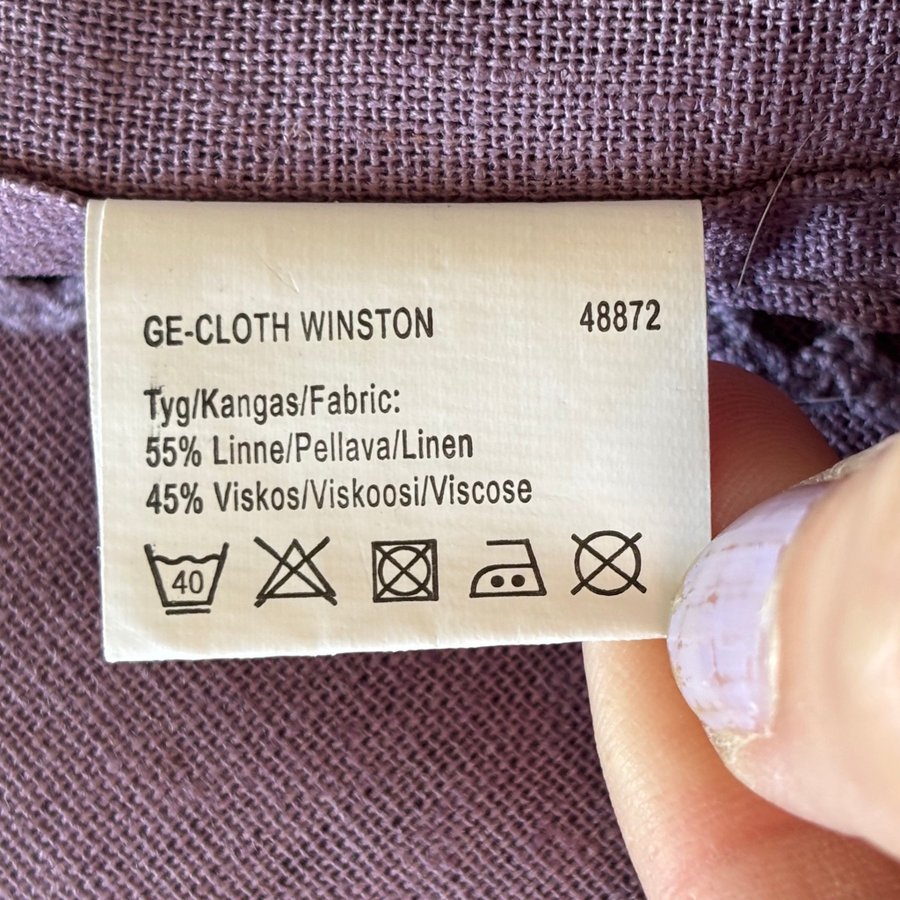 GE-CLOTH WINSTON 48872
Tyg/Kangas/Fabric:
55% Linne/Pellava/Linen
45% Viskos/Viskoosi/Viscose
40